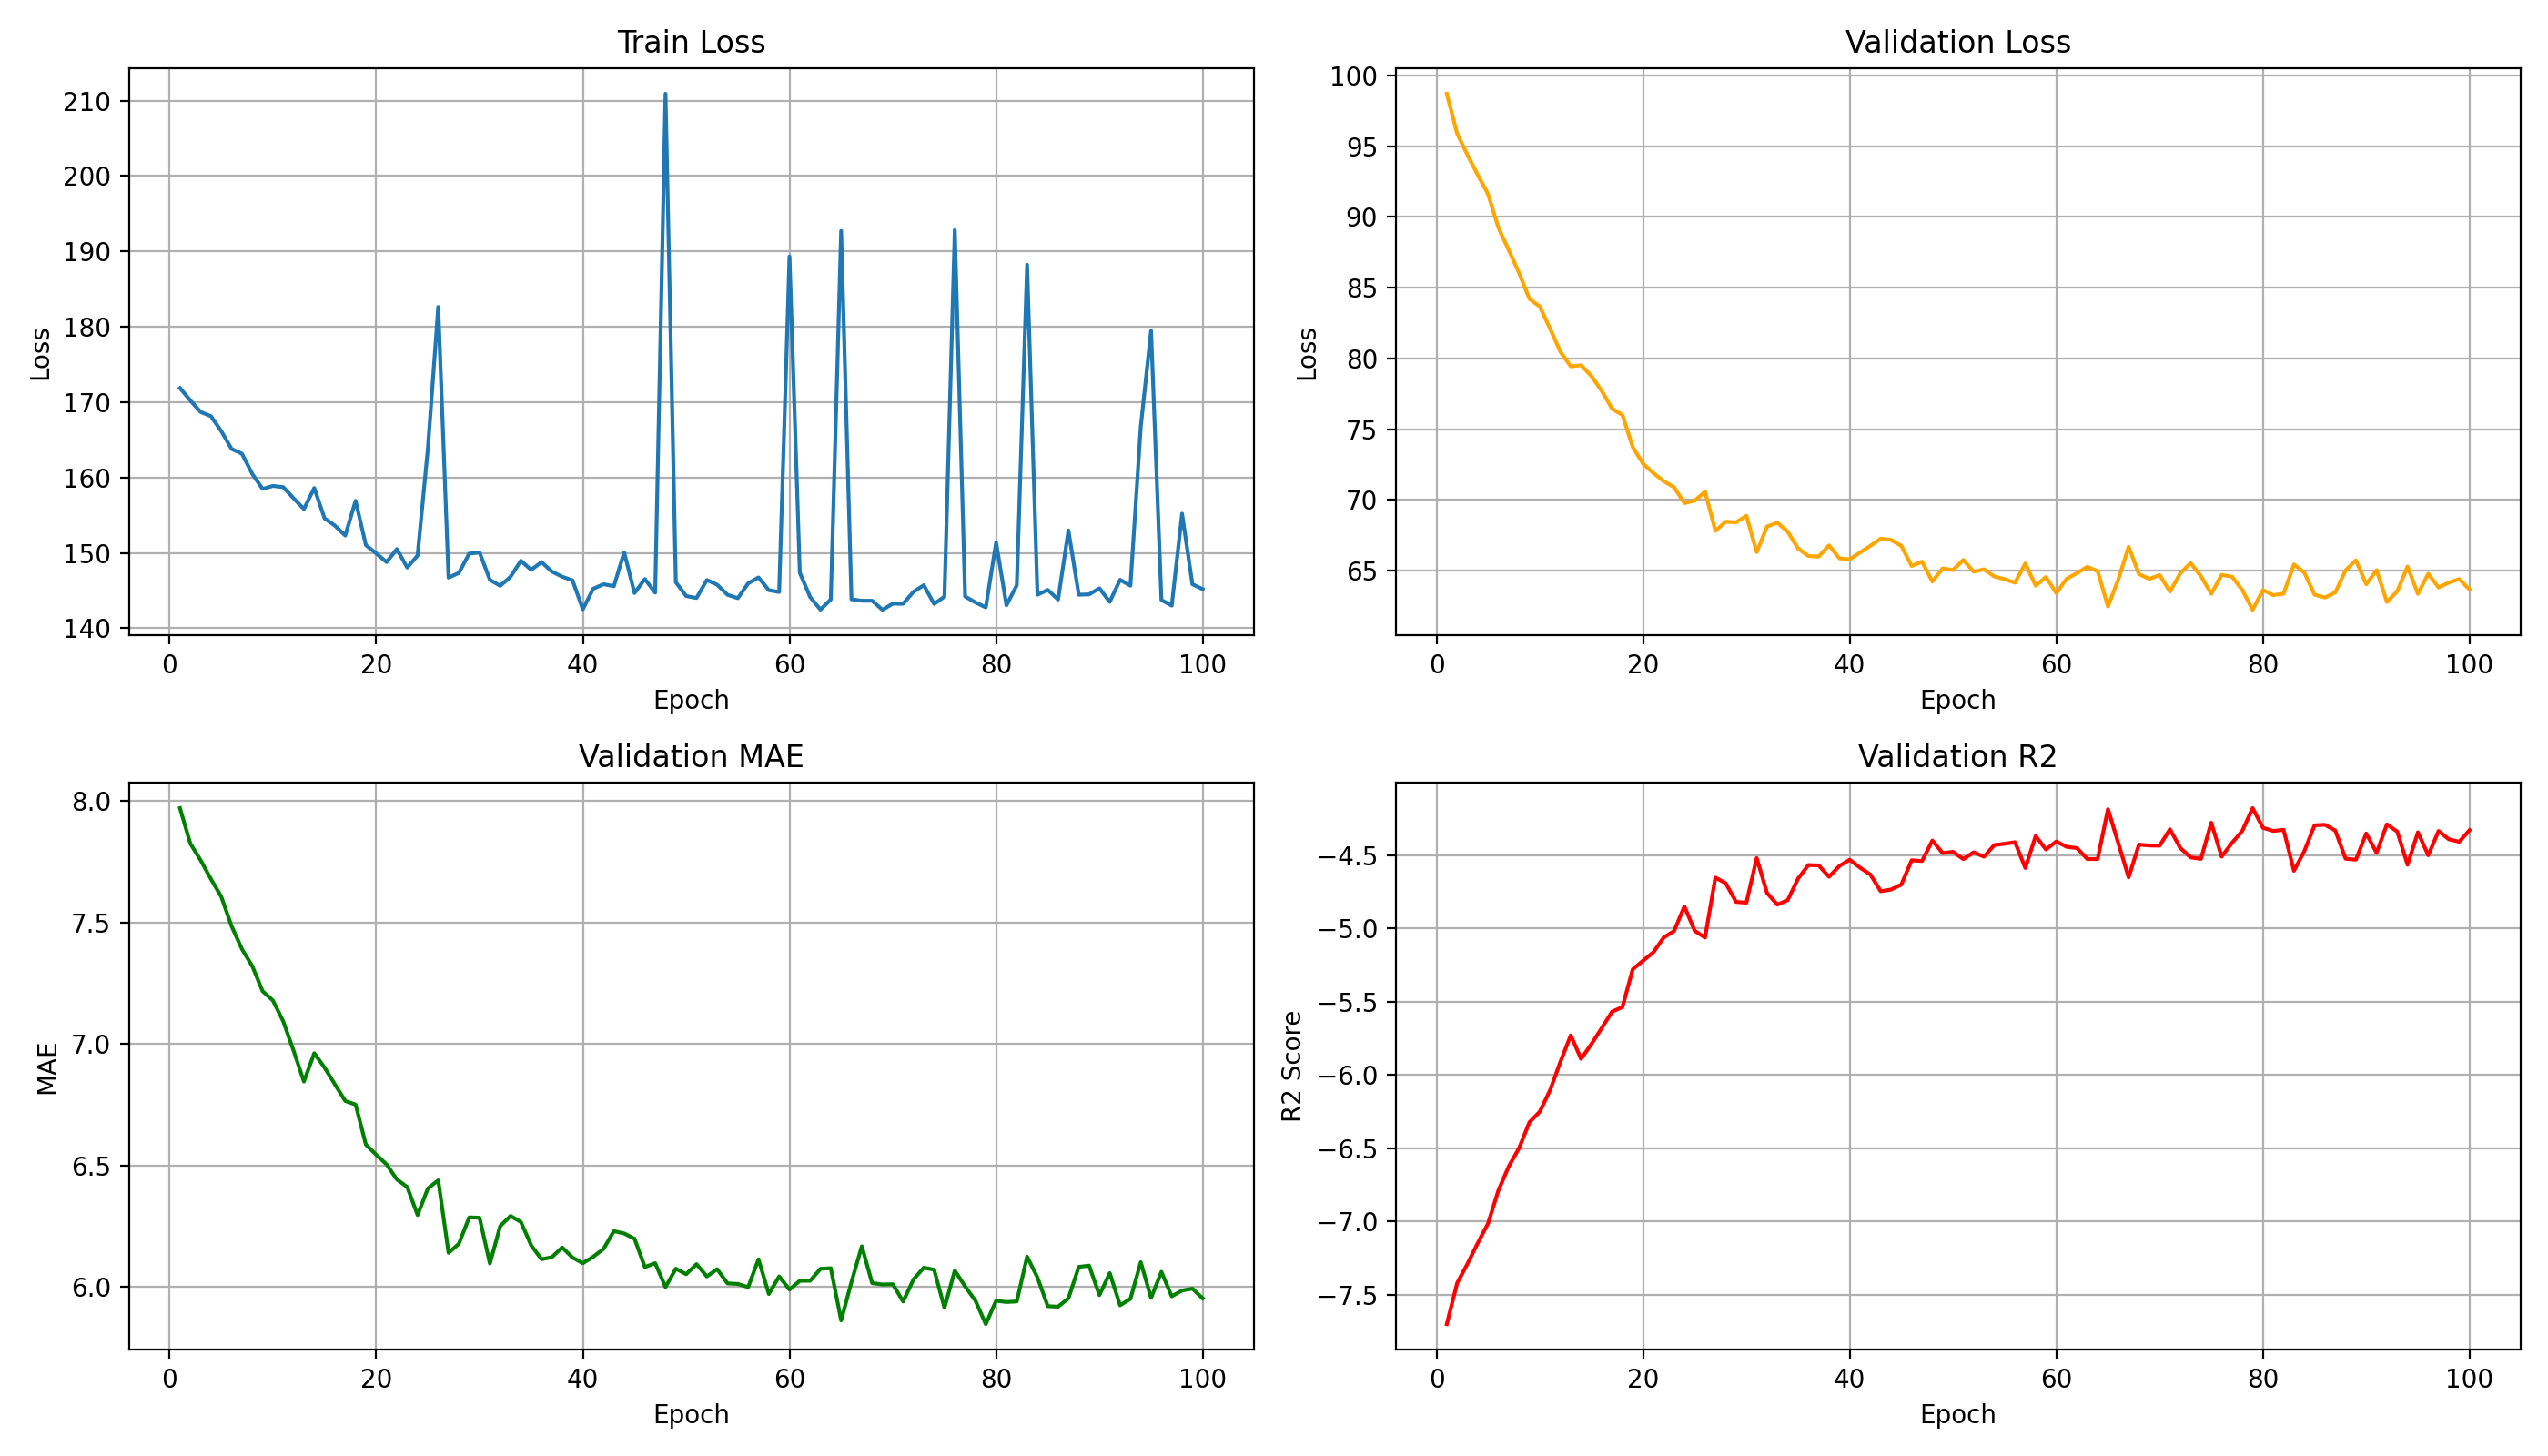 Train Loss
Loss
210
200
190
180
170
160
150
140
0 20 40 60 80 100
Epoch
Validation Loss
Loss
100
95
90
85
80
75
70
65
0 20 40 60 80 100
Epoch
Validation MAE
MAE
8.0
7.5
7.0
6.5
6.0
0 20 40 60 80 100
Epoch
Validation R2
R2 Score
−4.5
−5.0
−5.5
−6.0
−6.5
−7.0
−7.5
0 20 40 60 80 100
Epoch